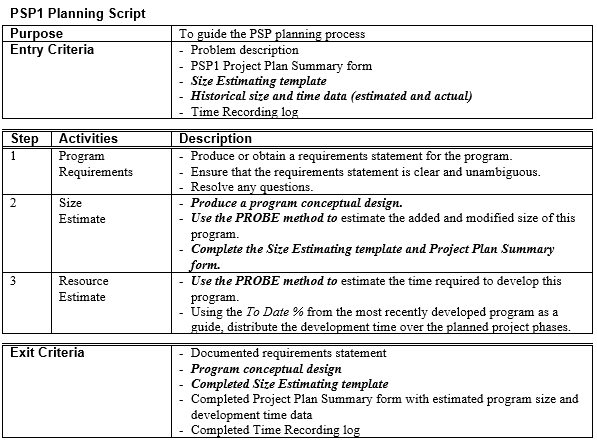 PSP1 Planning Script
Purpose To guide the PSP planning process
Entry Criteria - Problem description
- PSP1 Project Plan Summary form
- Size Estimating template
- Historical size and time data (estimated and actual)
- Time Recording log
Step Activities Description
1 Program - Produce or obtain a requirements statement for the program.
Requirements - Ensure that the requirements statement is clear and unambiguous.
- Resolve any questions.
2 Size - Produce a program conceptual design.
Estimate - Use the PROBE method to estimate the added and modified size of this
program.
- Complete the Size Estimating template and Project Plan Summary
form.
3 Resource - Use the PROBE method to estimate the time required to develop this
Estimate program.
- Using the To Date % from the most recently developed program as a
guide, distribute the development time over the planned project phases.
Exit Criteria - Documented requirements statement
- Program conceptual design
- Completed Size Estimating template
- Completed Project Plan Summary form with estimated program size and
development time data
- Completed Time Recording log